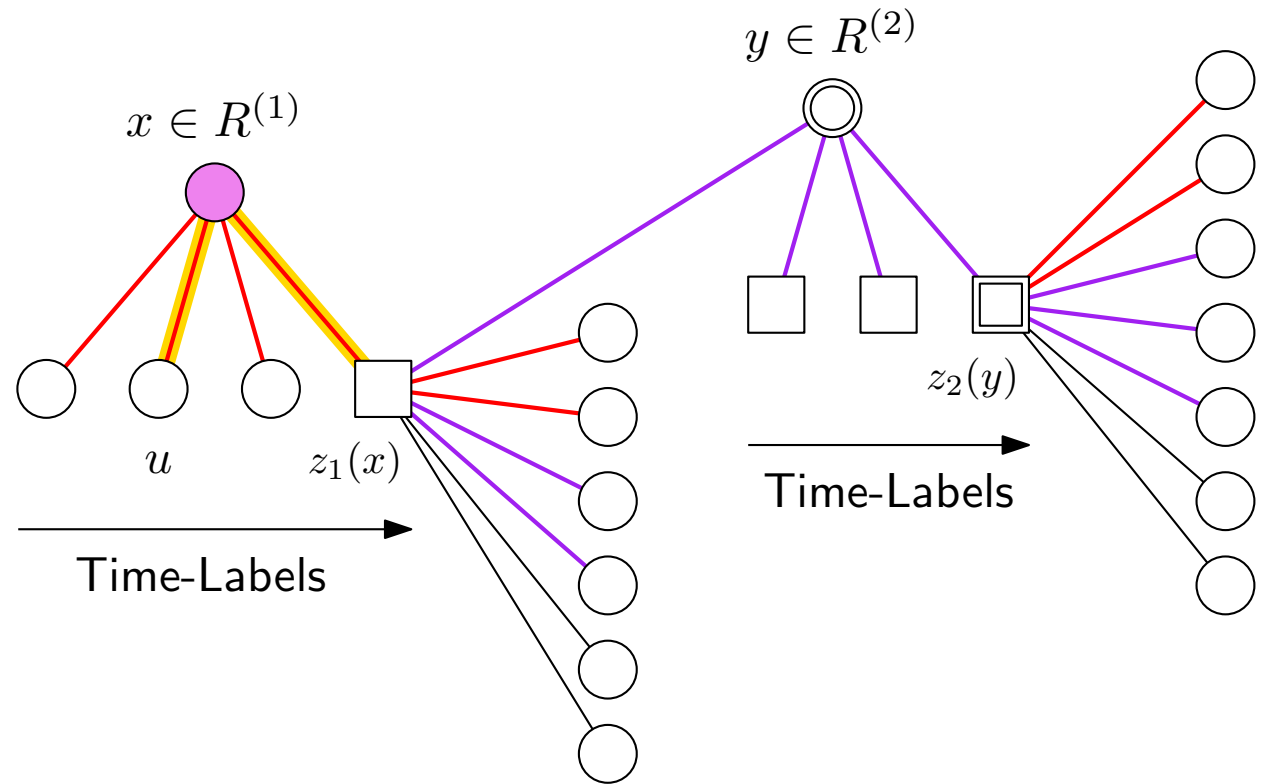 y ∈ R^{(2)}
x ∈ R^{(1)}
z_2(y)
u
z_1(x)
Time-Labels
Time-Labels